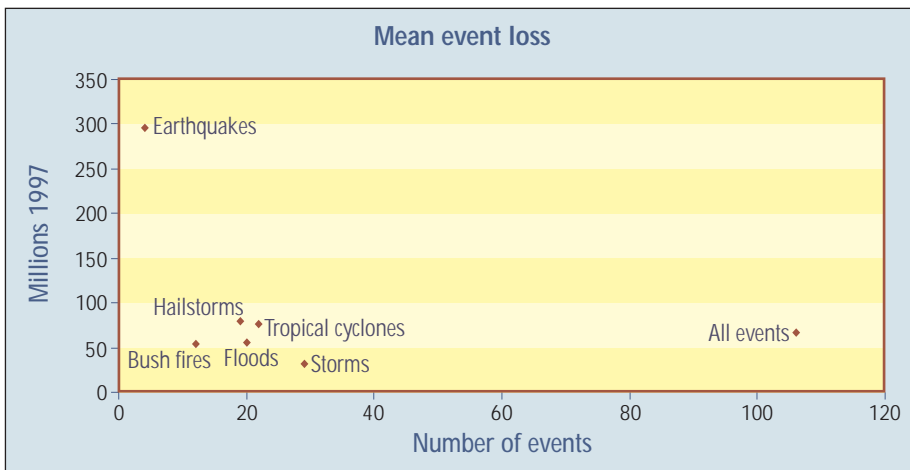 Mean event loss
350
300
250
200
150
100
50
0
Millions 1997
Earthquakes
Hailstorms
Tropical cyclones
All events
Bush fires
Floods
Storms
0 20 40 60 80 100 120
Number of events